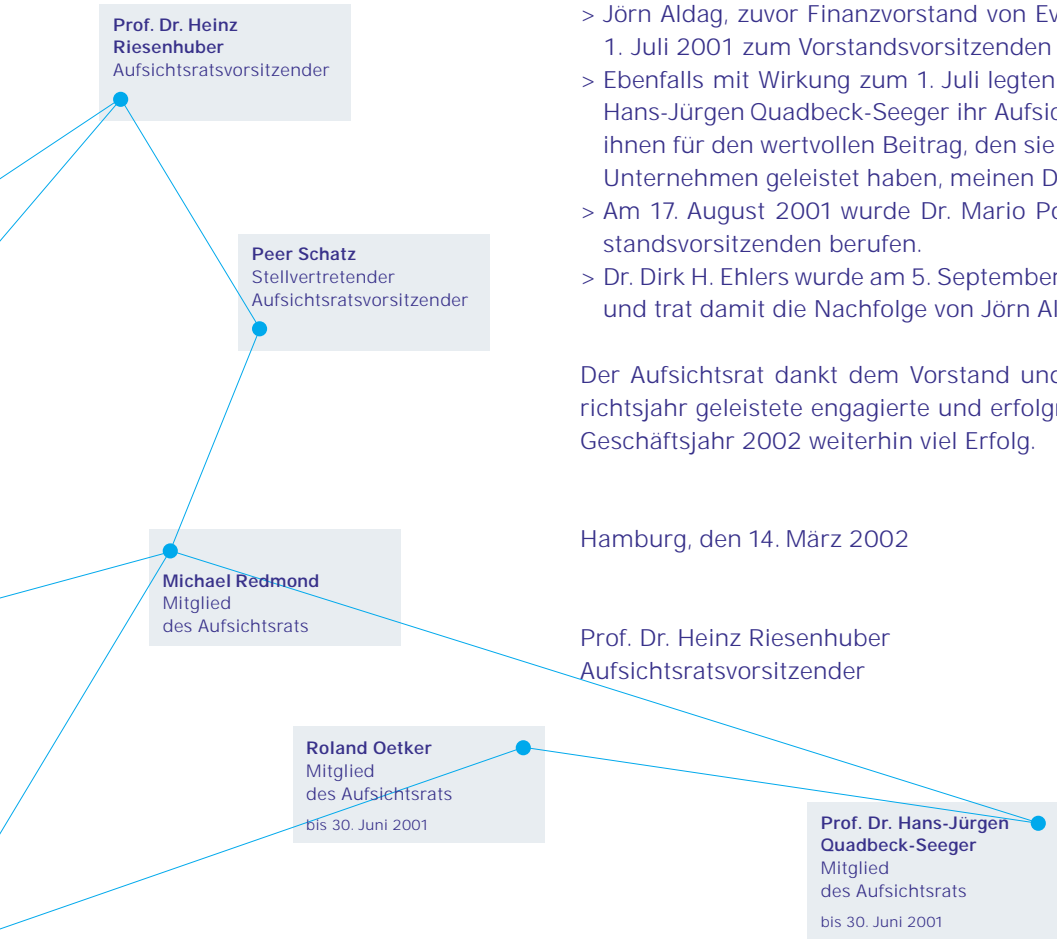 Prof. Dr. Heinz
Riesenhuber
Aufsichtsratsvorsitzender
Peer Schatz
Stellvertretender
Aufsichtsratsvorsitzender
Michael Redmond
Mitglied
des Aufsichtsrats
Roland Oetker
Mitglied
des Aufsichtsrats
bis 30. Juni 2001
Prof. Dr. Hans-Jürgen
Quadbeck-Seeger
Mitglied
des Aufsichtsrats
bis 30. Juni 2001
> Jörn Aldag, zuvor Finanzvorstand von
1. Juli 2001 zum Vorstandsvorsitzenden
> Ebenfalls mit Wirkung zum 1. Juli legten
Hans-Jürgen Quadbeck-Seeger ihr
ihnen für den wertvollen Beitrag, den sie
Unternehmen geleistet haben, meinen
> Am 17. August 2001 wurde Dr. Mario
standsvorsitzenden berufen.
> Dr. Dirk H. Ehlers wurde am 5. September
und trat damit die Nachfolge von Jörn
Der Aufsichtsrat dankt dem Vorstand und
richtsjahr geleistete engagierte und
Geschäftsjahr 2002 weiterhin viel Erfolg.
Hamburg, den 14. März 2002
Prof. Dr. Heinz Riesenhuber
Aufsichtsratsvorsitzender